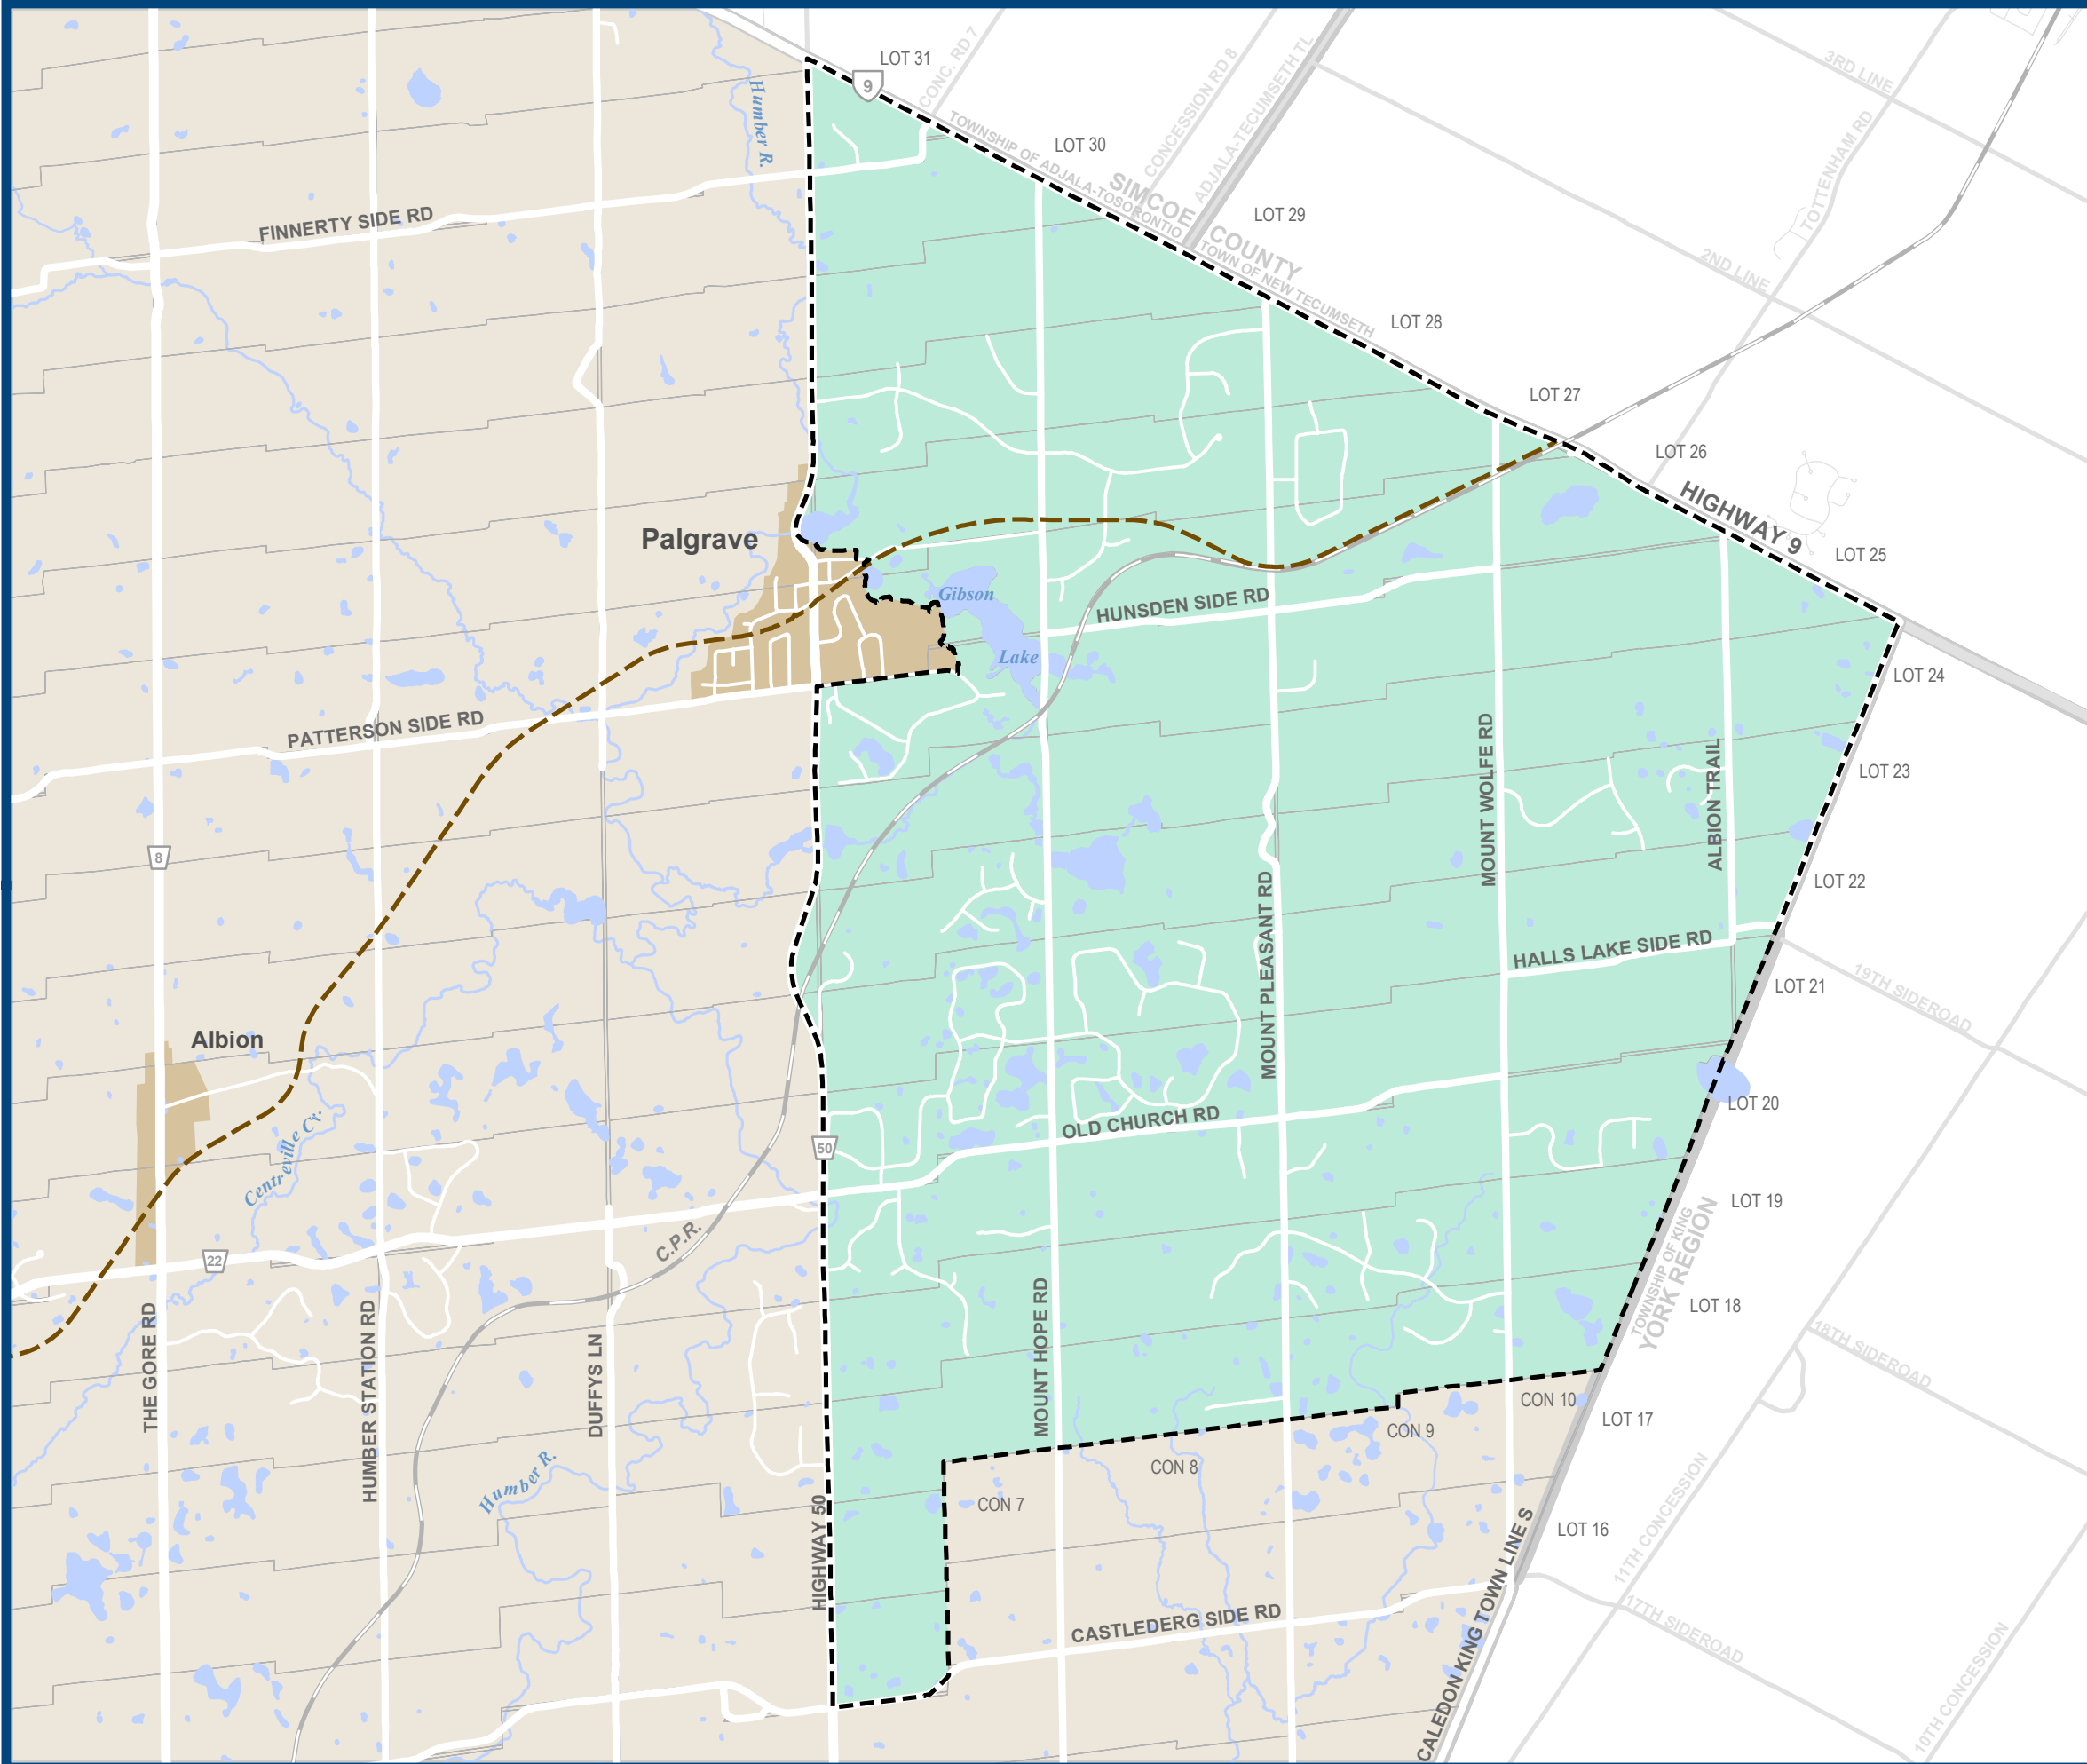 LOT 31
CONC. RD 7
9
Humber R.
LOT 30
CONCESSION RD 8
ADJALA-TECUMSETH TL
3RD LINE
TOTTENHAM RD
TOWNSHIP OF ADJALA-TOSORONTIO
SIMCOE COUNTY
TOWN OF NEW TECUMSETH
LOT 29
2ND LINE
FINNERTY SIDE RD
LOT 28
LOT 27
LOT 26
HIGHWAY 9
LOT 25
Palgrave
Gibson
Lake
HUNSDEN SIDE RD
LOT 24
PATTERSON SIDE RD
MOUNT WOLFE RD
ALBION TRAIL
LOT 23
8
LOT 22
MOUNT PLEASANT RD
HALLS LAKE SIDE RD
19TH SIDEROAD
LOT 21
Albion
LOT 20
Centreville Cr.
OLD CHURCH RD
50
LOT 19
C.P.R.
22
TOWNSHIP OF KING
YORK REGION
LOT 18
18TH SIDEROAD
THE GORE RD
HUMBER STATION RD
DUFFYS LN
MOUNT HOPE RD
CON 10
LOT 17
CON 9
CON 8
Humber R.
CON 7
HIGHWAY 50
LOT 16
11TH CONCESSION
CASTLEDERG SIDE RD
17TH SIDEROAD
CALEDON KING TOWN LINE S
10TH CONCESSION